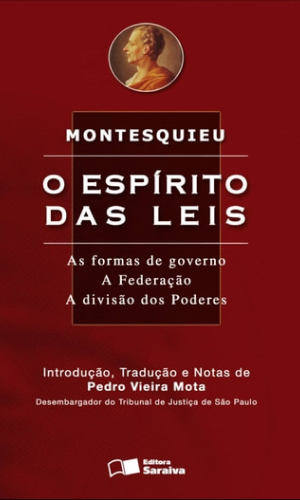 MONTESQUIEU
O ESPÍRITO
DAS LEIS
As formas de governo
A Federação
A divisão dos Poderes
Introdução, Tradução e Notas de
Pedro Vieira Mota
Desembargador do Tribunal de Justiça de São Paulo
Editora
Saraiva